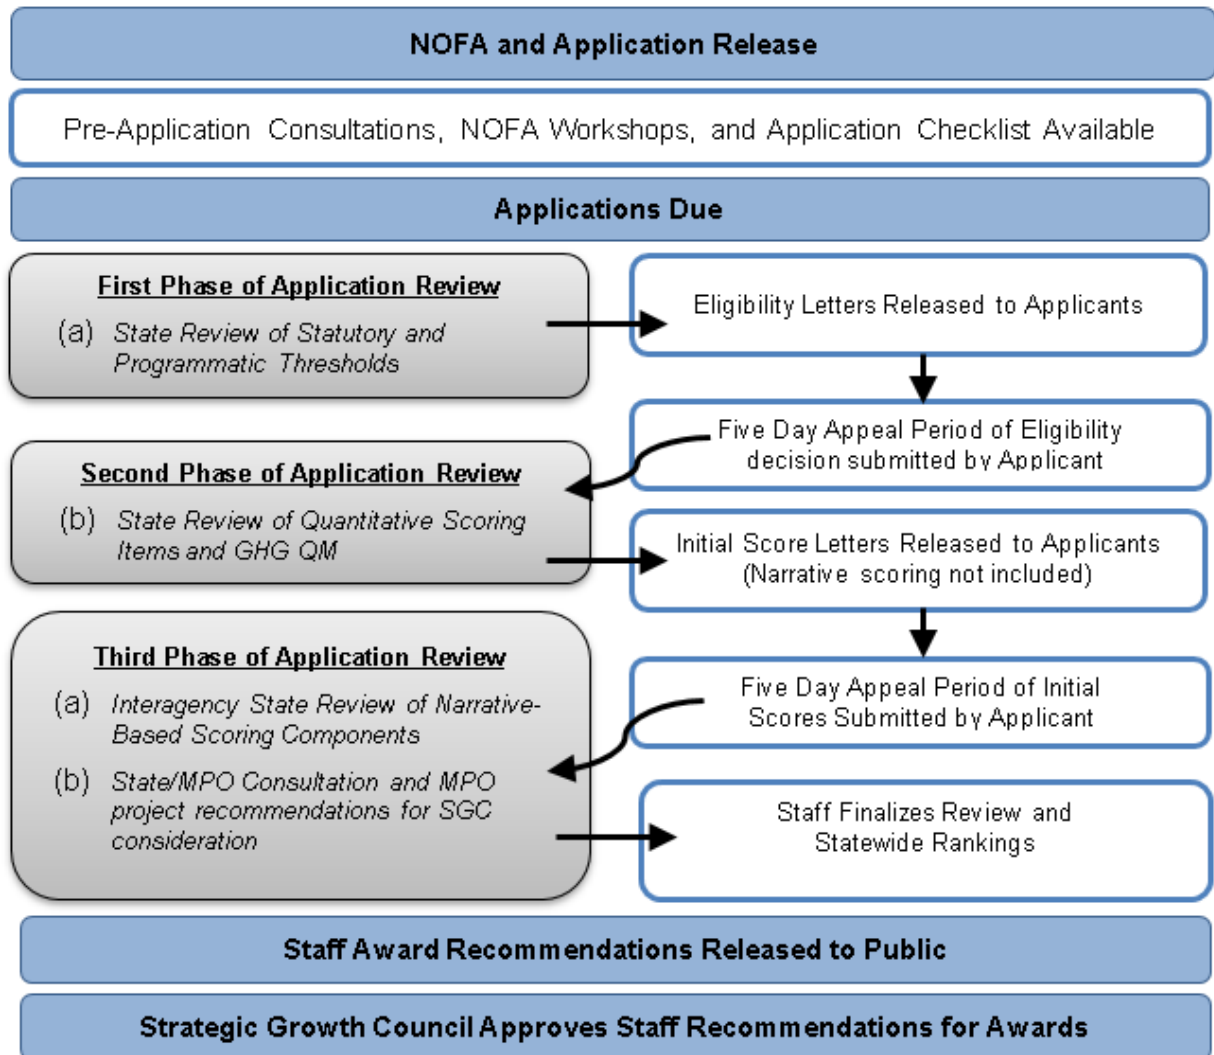 NOFA and Application Release
Pre-Application Consultations, NOFA Workshops, and Application Checklist Available
Applications Due
First Phase of Application Review
(a) State Review of Statutory and
Programmatic Thresholds
Eligibility Letters Released to Applicants
Five Day Appeal Period of Eligibility
decision submitted by Applicant
Second Phase of Application Review
(b) State Review of Quantitative Scoring
Items and GHG QM
Initial Score Letters Released to Applicants
(Narrative scoring not included)
Five Day Appeal Period of Initial
Scores Submitted by Applicant
Third Phase of Application Review
(a) Interagency State Review of Narrative-
Based Scoring Components
(b) State/MPO Consultation and MPO
project recommendations for SGC
consideration
Staff Finalizes Review and
Statewide Rankings
Staff Award Recommendations Released to Public
Strategic Growth Council Approves Staff Recommendations for Awards